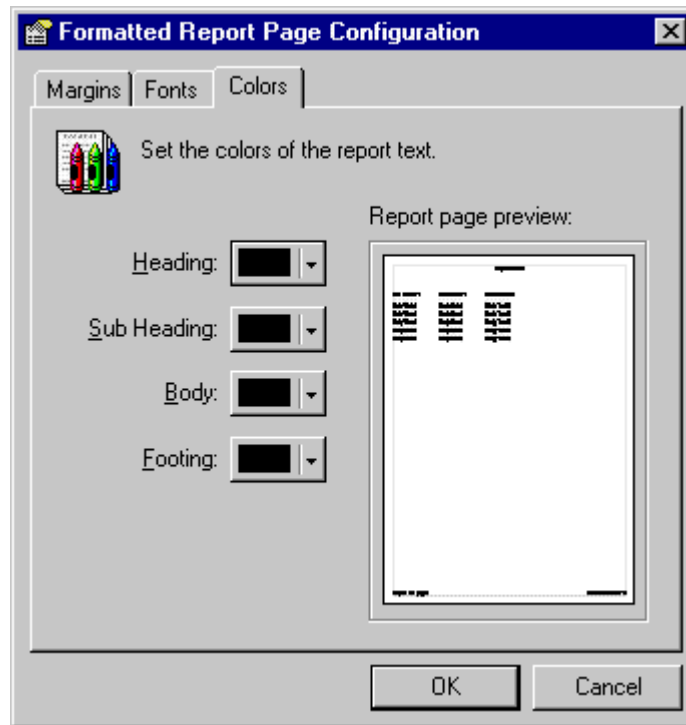 Formatted Report Page Configuration
Margins Fonts Colors
Set the colors of the report text.
Report page preview:
Heading:
Sub Heading:
Body:
Footing:
OK Cancel